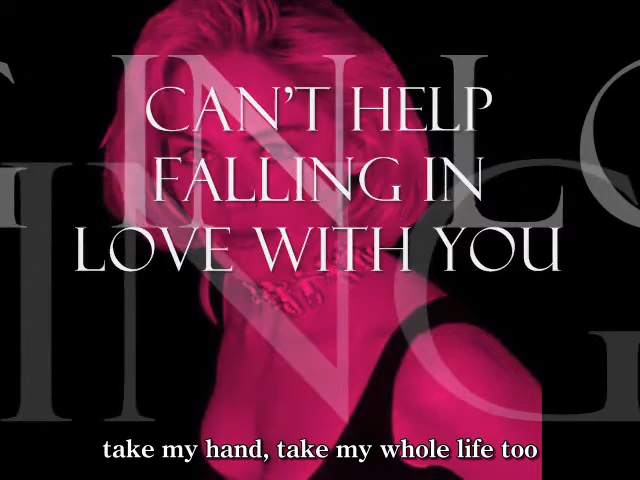 CAN'T HELP
FALLING IN
LOVE WITH YOU
take my hand, take my whole life too